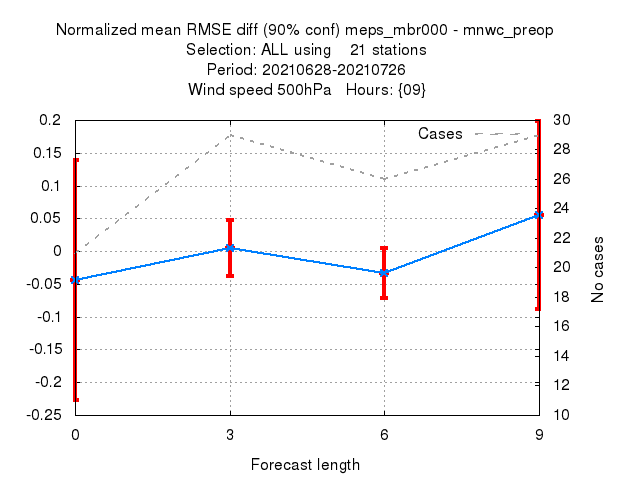 Normalized mean RMSE diff (90% conf) meps_mbr000 - mnwc_preop
Selection: ALL using 21 stations
Period: 20210628-20210726
Wind speed 500hPa Hours: {09}
0.2
0.15
0.1
0.05
0
-0.05
-0.1
-0.15
-0.2
-0.25
Cases
30
28
26
24
22
20
18
16
14
12
10
No cases
0 3 6 9
Forecast length